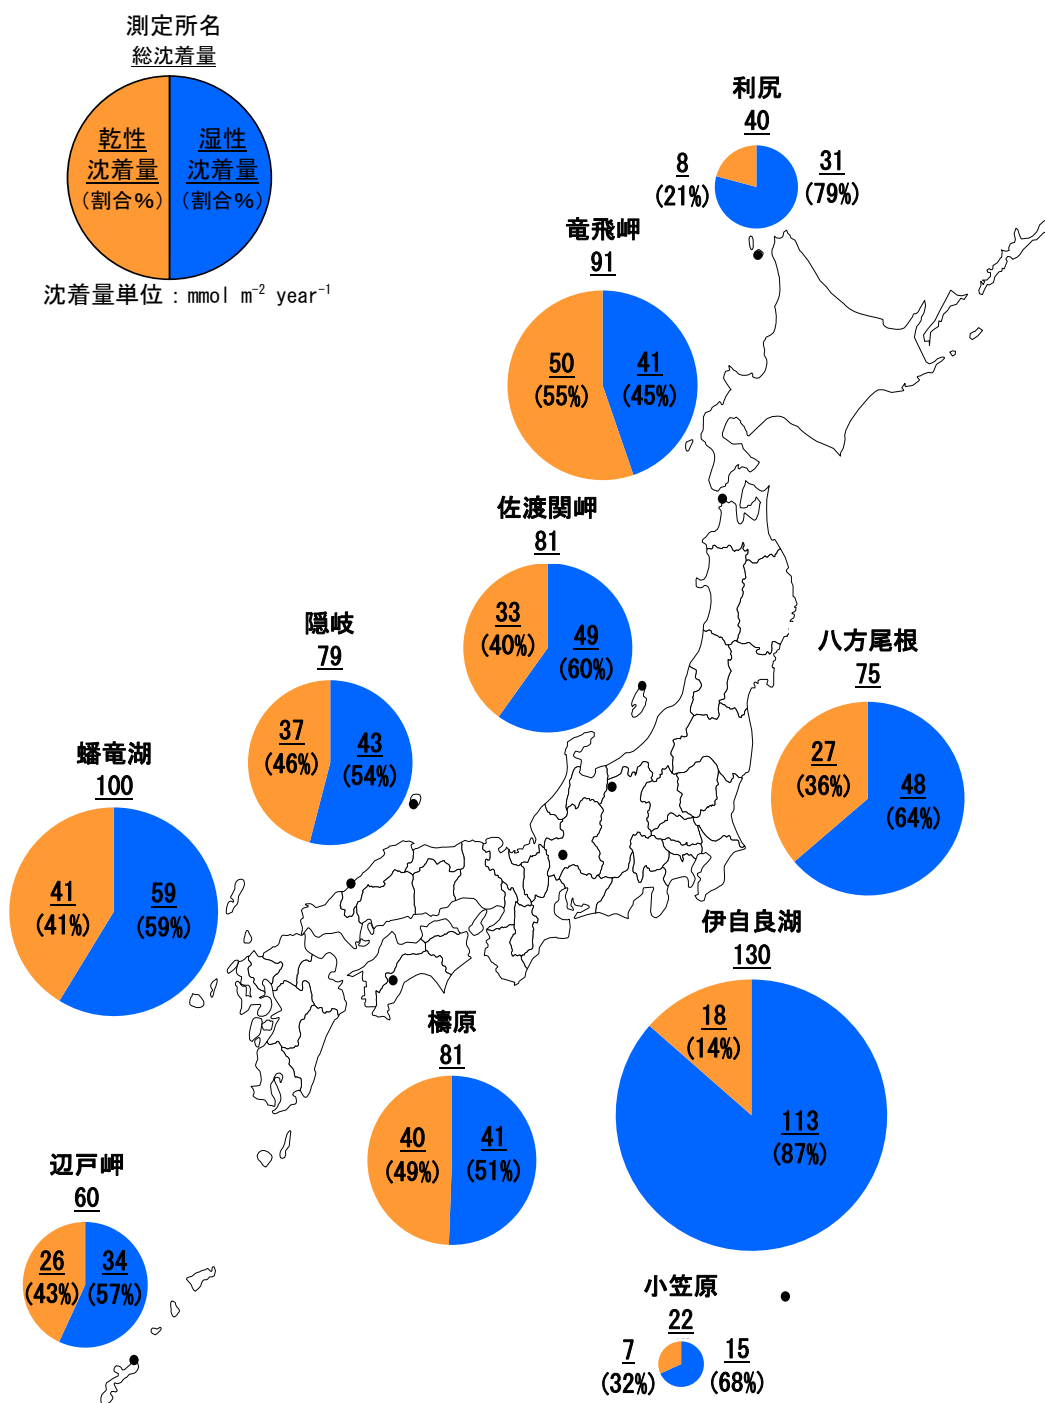 測定所名
総沈着量
乾性
沈着量
(割合%)
湿性
沈着量
(割合%)
沈着量単位：mmol m⁻² year⁻¹
利尻
40
8
(21%)
31
(79%)
竜飛岬
91
50
(55%)
41
(45%)
佐渡関岬
81
33
(40%)
49
(60%)
隠岐
79
37
(46%)
43
(54%)
八方尾根
75
27
(36%)
48
(64%)
蟠竜湖
100
41
(41%)
59
(59%)
伊自良湖
130
18
(14%)
113
(87%)
檮原
81
40
(49%)
41
(51%)
辺戸岬
60
26
(43%)
34
(57%)
小笠原
22
7
(32%)
15
(68%)